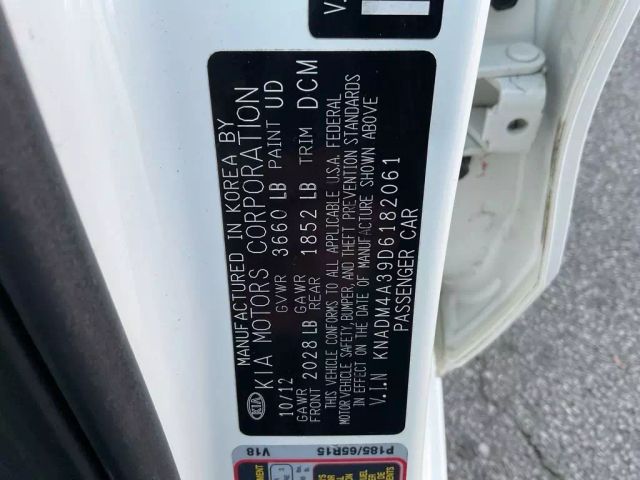 MANUFACTURED IN KOREA BY
KIA KIA MOTORS CORPORATION
10/12 GVWR 3660 LB PAINT UD
GAWR FRONT 2028 LB GAWR REAR 1852 LB TRIM DCM
THIS VEHICLE CONFORMS TO ALL APPLICABLE U.S.A. FEDERAL
MOTOR VEHICLE SAFETY, BUMPER, AND THEFT PREVENTION STANDARDS
IN EFFECT ON THE DATE OF MANUFACTURE SHOWN ABOVE
V.I.N KNADM4A39D6182061
PASSENGER CAR
V18 P185/65R15